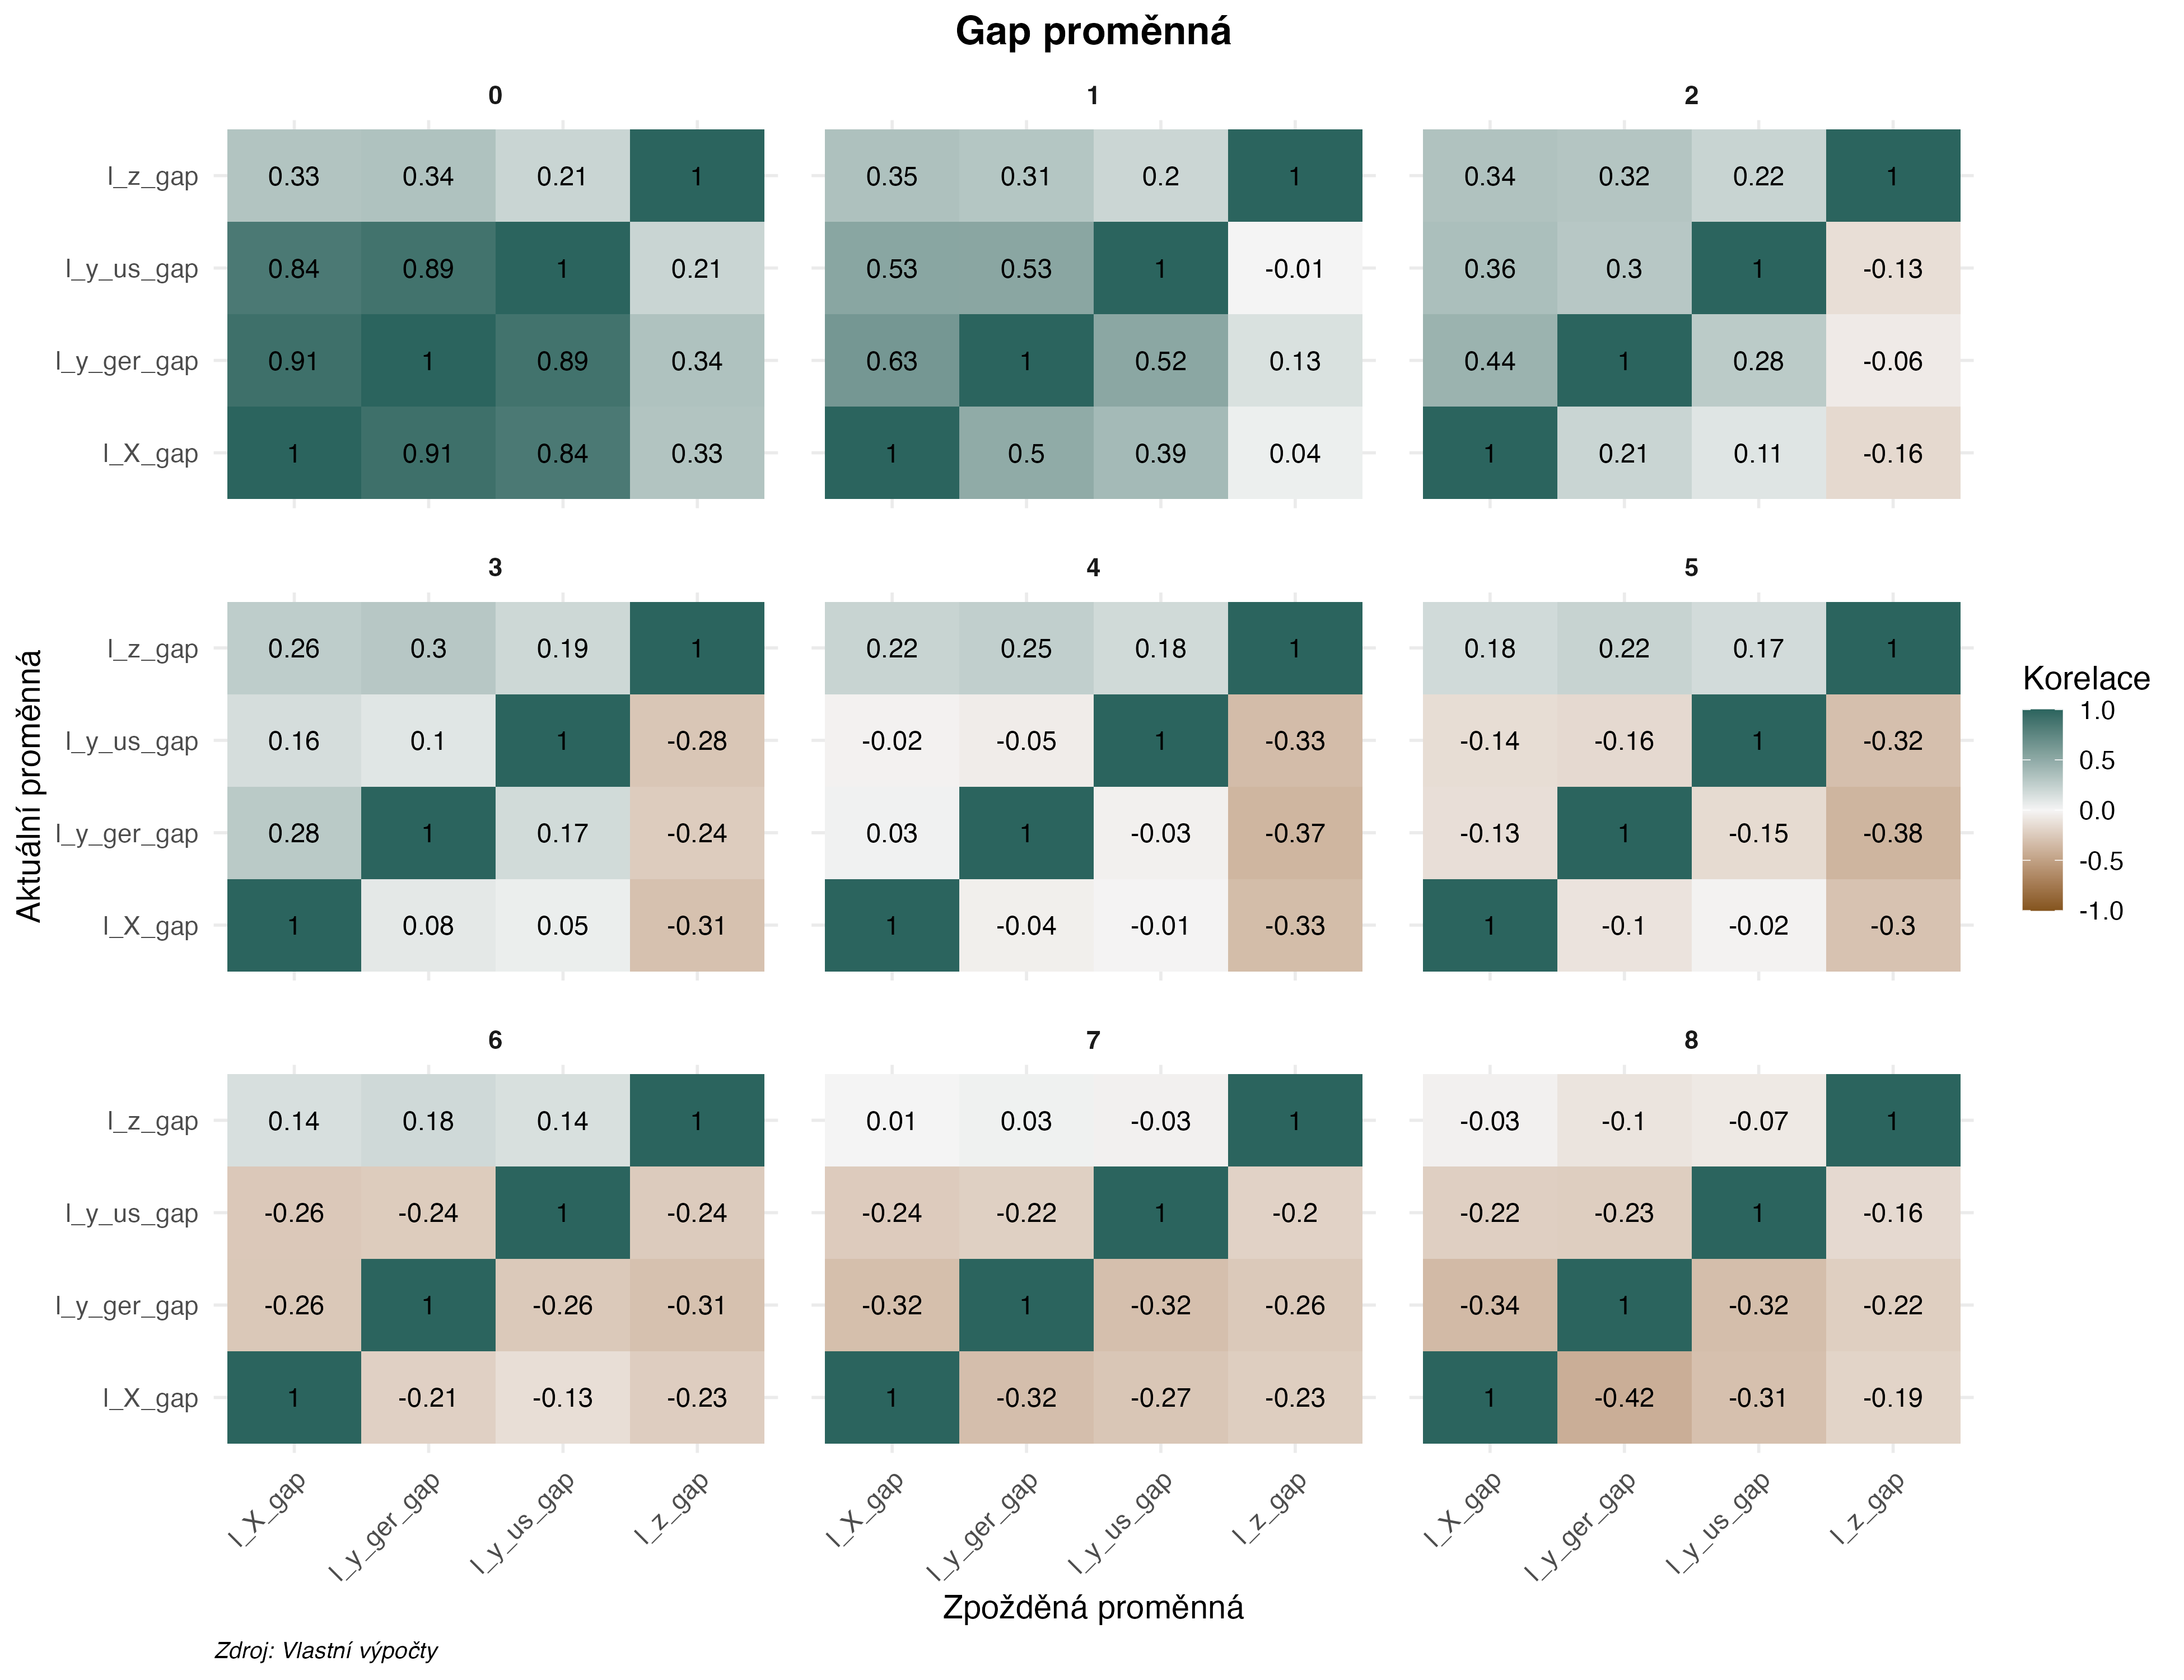 Gap proměnná
0 1 2
l_z_gap 0.33 0.34 0.21 1 0.35 0.31 0.2 1 0.34 0.32 0.22 1
l_y_us_gap 0.84 0.89 1 0.21 0.53 0.53 1 -0.01 0.36 0.3 1 -0.13
l_y_ger_gap 0.91 1 0.89 0.34 0.63 1 0.52 0.13 0.44 1 0.28 -0.06
l_X_gap 1 0.91 0.84 0.33 1 0.5 0.39 0.04 1 0.21 0.11 -0.16
3 4 5
l_z_gap 0.26 0.3 0.19 1 0.22 0.25 0.18 1 0.18 0.22 0.17 1
l_y_us_gap 0.16 0.1 1 -0.28 -0.02 -0.05 1 -0.33 -0.14 -0.16 1 -0.32
l_y_ger_gap 0.28 1 0.17 -0.24 0.03 1 -0.03 -0.37 -0.13 1 -0.15 -0.38
l_X_gap 1 0.08 0.05 -0.31 1 -0.04 -0.01 -0.33 1 -0.1 -0.02 -0.3
6 7 8
l_z_gap 0.14 0.18 0.14 1 0.01 0.03 -0.03 1 -0.03 -0.1 -0.07 1
l_y_us_gap -0.26 -0.24 1 -0.24 -0.24 -0.22 1 -0.2 -0.22 -0.23 1 -0.16
l_y_ger_gap -0.26 1 -0.26 -0.31 -0.32 1 -0.32 -0.26 -0.34 1 -0.32 -0.22
l_X_gap 1 -0.21 -0.13 -0.23 1 -0.32 -0.27 -0.23 1 -0.42 -0.31 -0.19
l_X_gap l_y_ger_gap l_y_us_gap l_z_gap l_X_gap l_y_ger_gap l_y_us_gap l_z_gap l_X_gap l_y_ger_gap l_y_us_gap l_z_gap
Aktuální proměnná
Zpožděná proměnná
Korelace
1.0
0.5
0.0
-0.5
-1.0
Zdroj: Vlastní výpočty